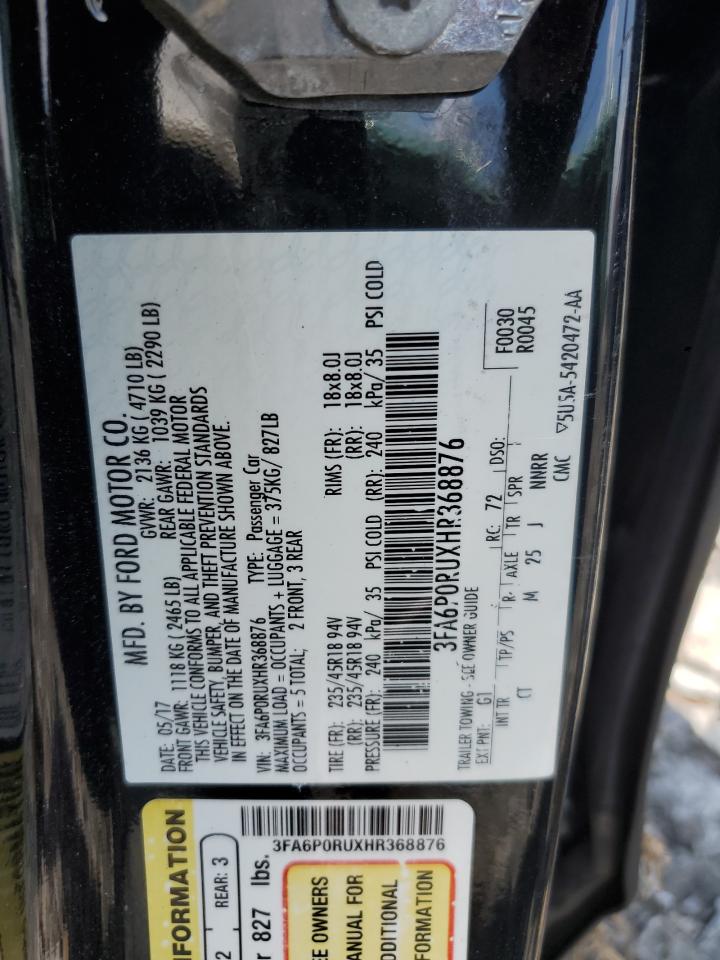 MFD. BY FORD MOTOR CO.
DATE: 05/17 GVWR: 2136 KG ( 4710 LB)
FRONT GAWR: 1118 KG ( 2465 LB) REAR GAWR: 1039 KG ( 2290 LB)
THIS VEHICLE CONFORMS TO ALL APPLICABLE FEDERAL MOTOR
VEHICLE SAFETY, BUMPER, AND THEFT PREVENTION STANDARDS
IN EFFECT ON THE DATE OF MANUFACTURE SHOWN ABOVE.
VIN: 3FA6P0RUXHR368876 TYPE: Passenger Car
MAXIMUM LOAD = OCCUPANTS + LUGGAGE = 375KG/ 827LB
OCCUPANTS = 5 TOTAL; 2 FRONT, 3 REAR
TIRE (FR): 235/45R18 94V RIMS (FR): 18x8.0J
(RR): 235/45R18 94V (RR): 18x8.0J
PRESSURE (FR): 240 kPa/ 35 PSI COLD (RR): 240 kPa/ 35 PSI COLD
3FA6P0RUXHR368876
TRAILER TOWING - SEE OWNER GUIDE F0030
EXT PNT: G1 RC: 72 DSO: R0045
INT TR TP/PS R AXLE TR SPR
CT M 25 J NNRR
CMC ▽5U5A-5420472-AA
NFORMATION
2 REAR: 3
r 827 lbs.
3FA6P0RUXHR368876
EE OWNERS
ANUAL FOR
ADDITIONAL
FORMATION